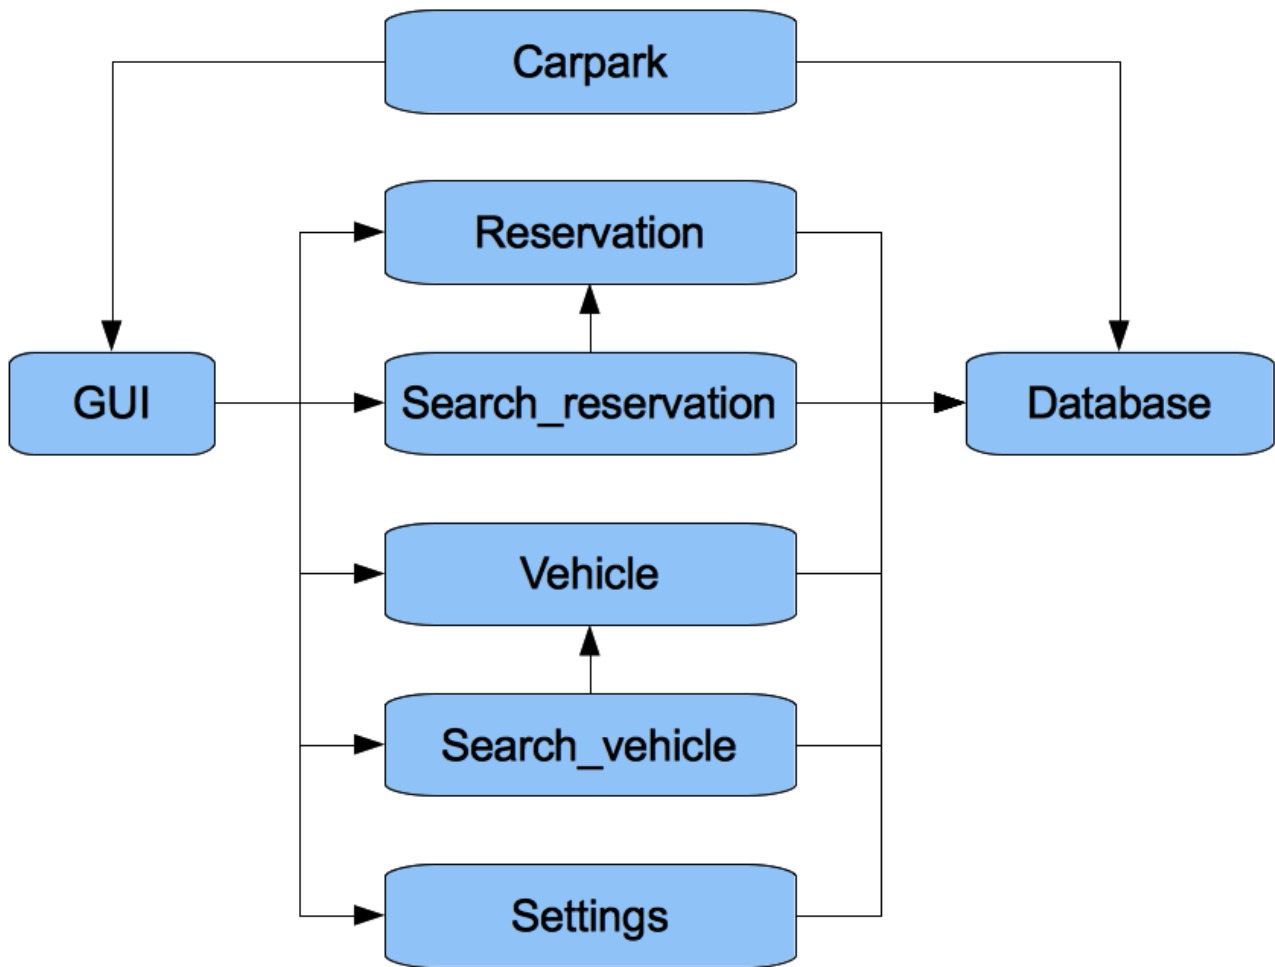 Carpark
Reservation
GUI
Search_reservation
Database
Vehicle
Search_vehicle
Settings